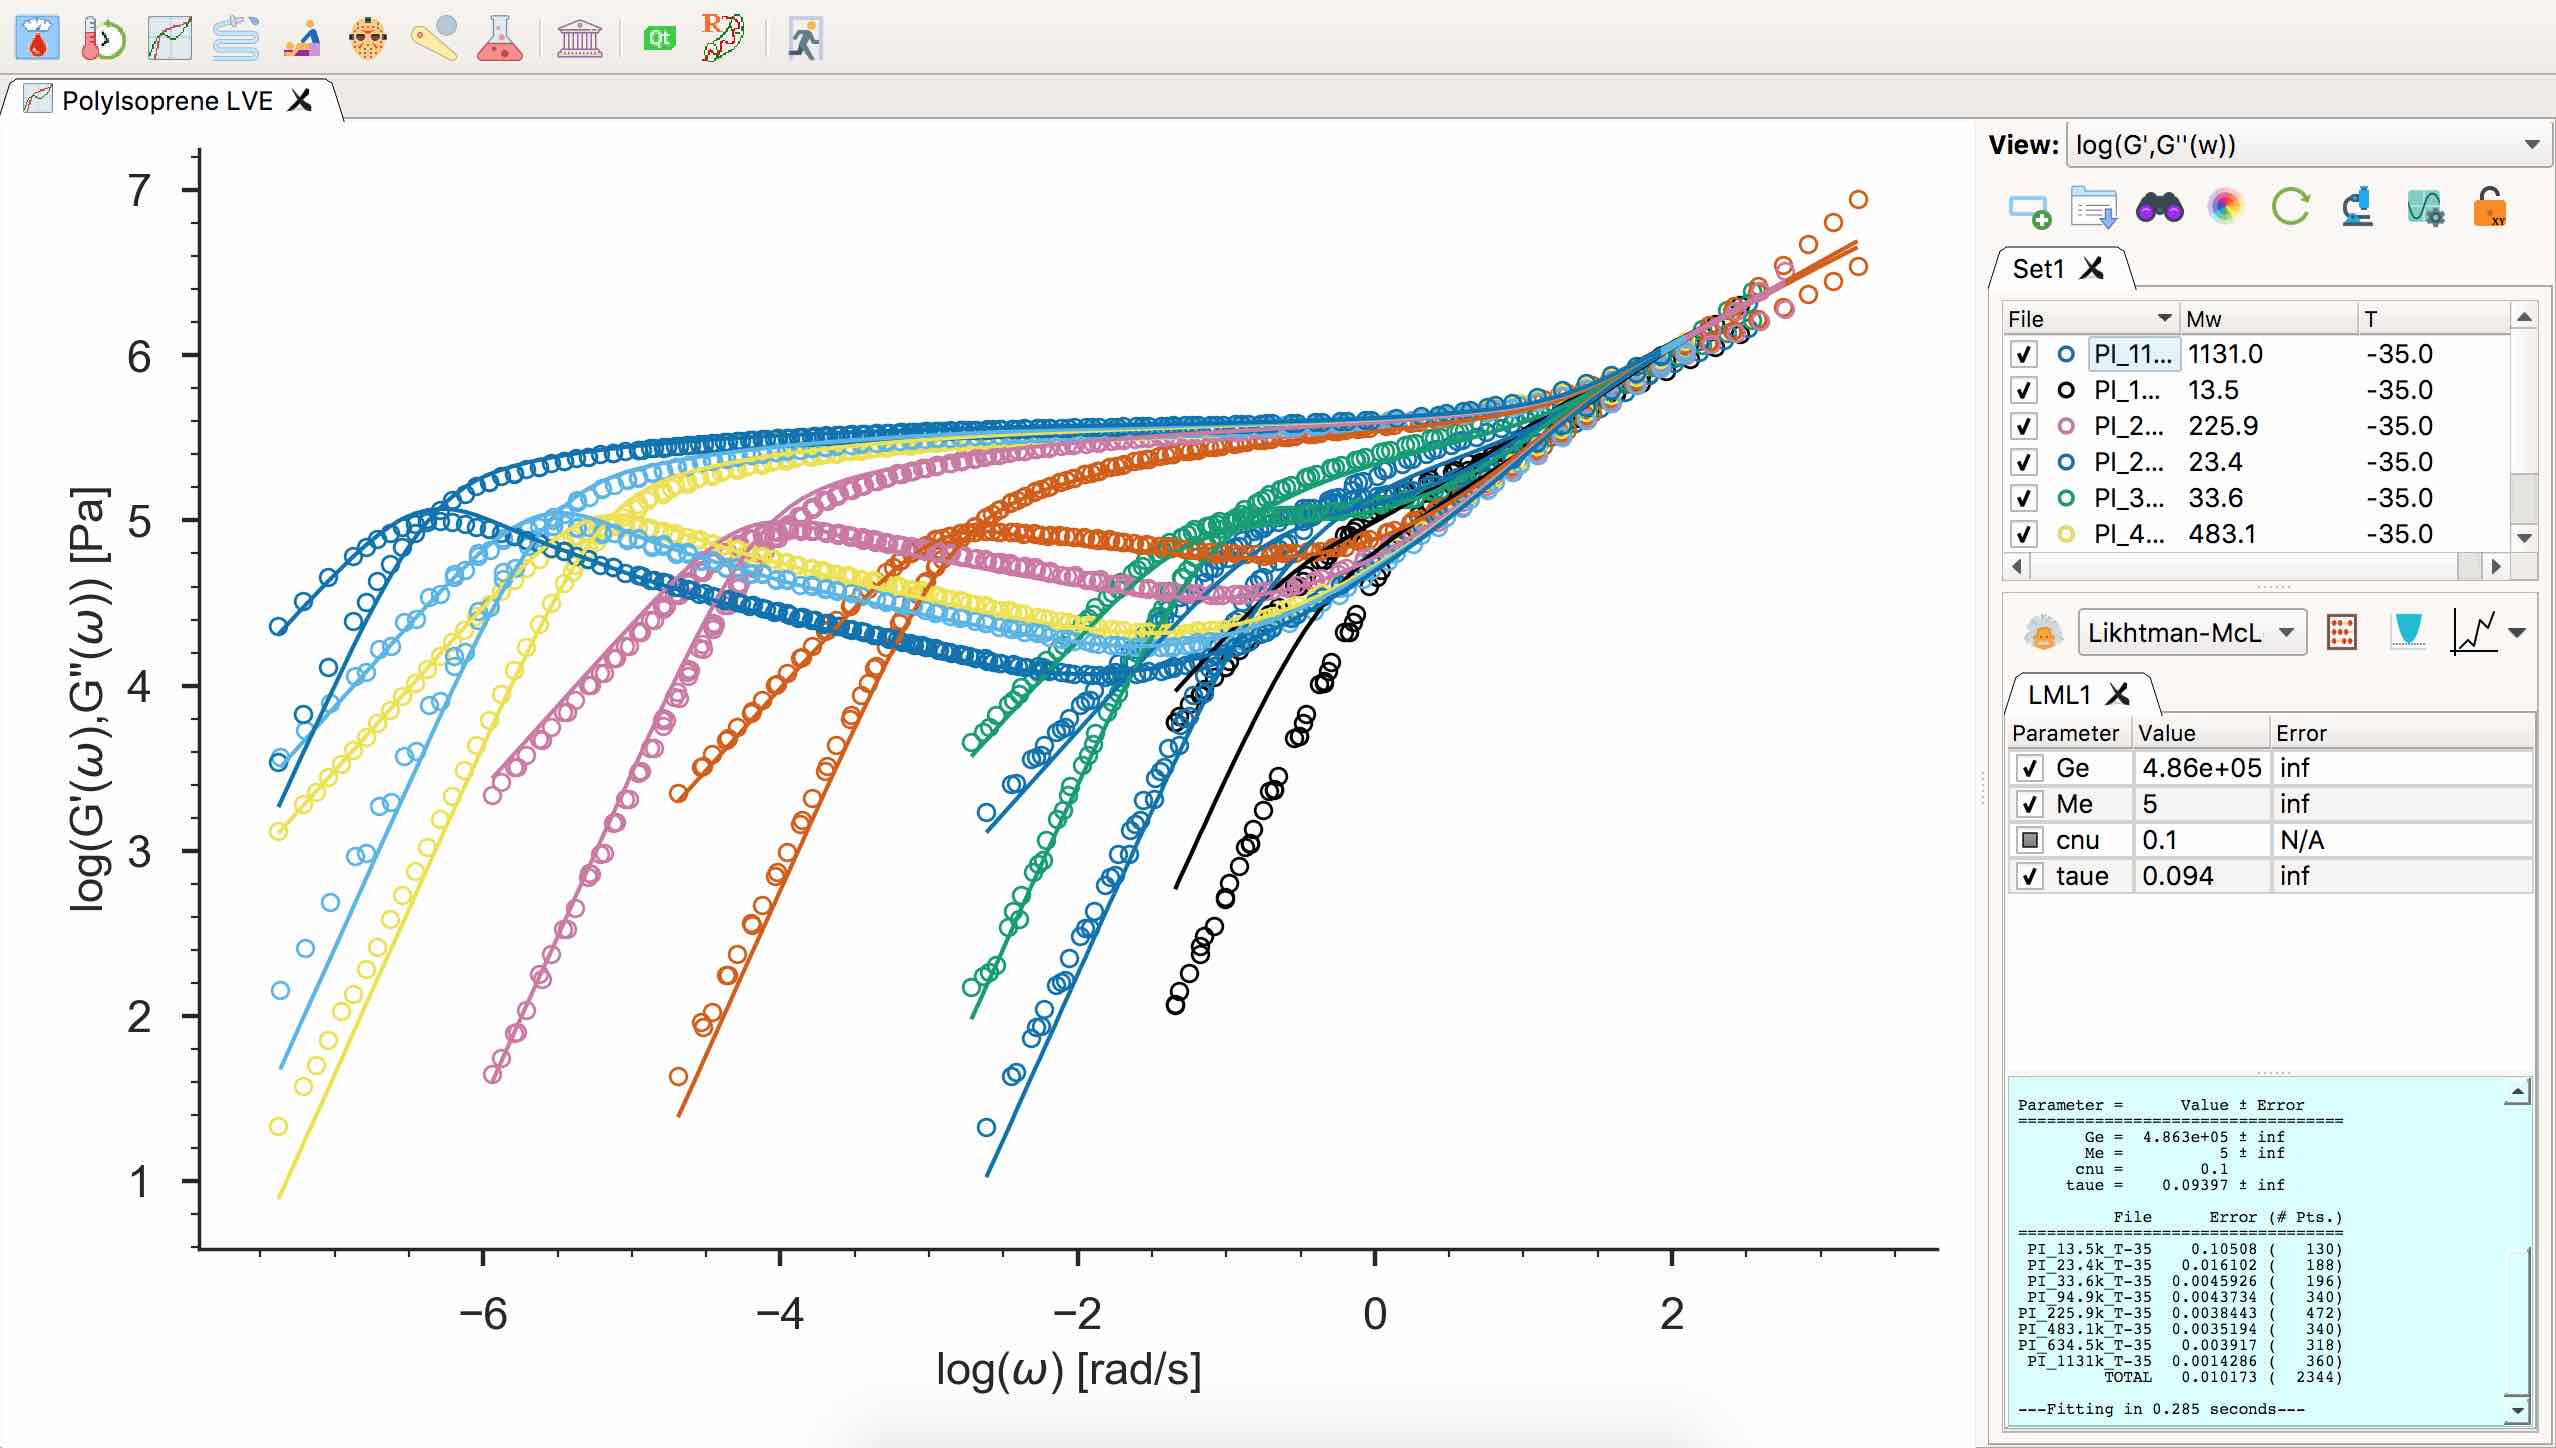 Qt
R
PolyIsoprene LVE
7
6
5
4
3
2
1
log(G'(ω),G"(ω)) [Pa]
−6 −4 −2 0 2
log(ω) [rad/s]
View: log(G',G''(w))
XY
Set1
File Mw T
PI_11... 1131.0 -35.0
PI_1... 13.5 -35.0
PI_2... 225.9 -35.0
PI_2... 23.4 -35.0
PI_3... 33.6 -35.0
PI_4... 483.1 -35.0
Likhtman-McL
LML1
Parameter Value Error
Ge 4.86e+05 inf
Me 5 inf
cnu 0.1 N/A
taue 0.094 inf
Parameter = Value ± Error
===================================
Ge = 4.863e+05 ± inf
Me = 5 ± inf
cnu = 0.1
taue = 0.09397 ± inf
File Error (# Pts.)
===================================
PI_13.5k_T-35 0.10508 ( 130)
PI_23.4k_T-35 0.016102 ( 188)
PI_33.6k_T-35 0.0045926 ( 196)
PI_94.9k_T-35 0.0043734 ( 340)
PI_225.9k_T-35 0.0038443 ( 472)
PI_483.1k_T-35 0.0035194 ( 340)
PI_634.5k_T-35 0.003917 ( 318)
PI_1131k_T-35 0.0014286 ( 360)
TOTAL 0.010173 ( 2344)
---Fitting in 0.285 seconds---